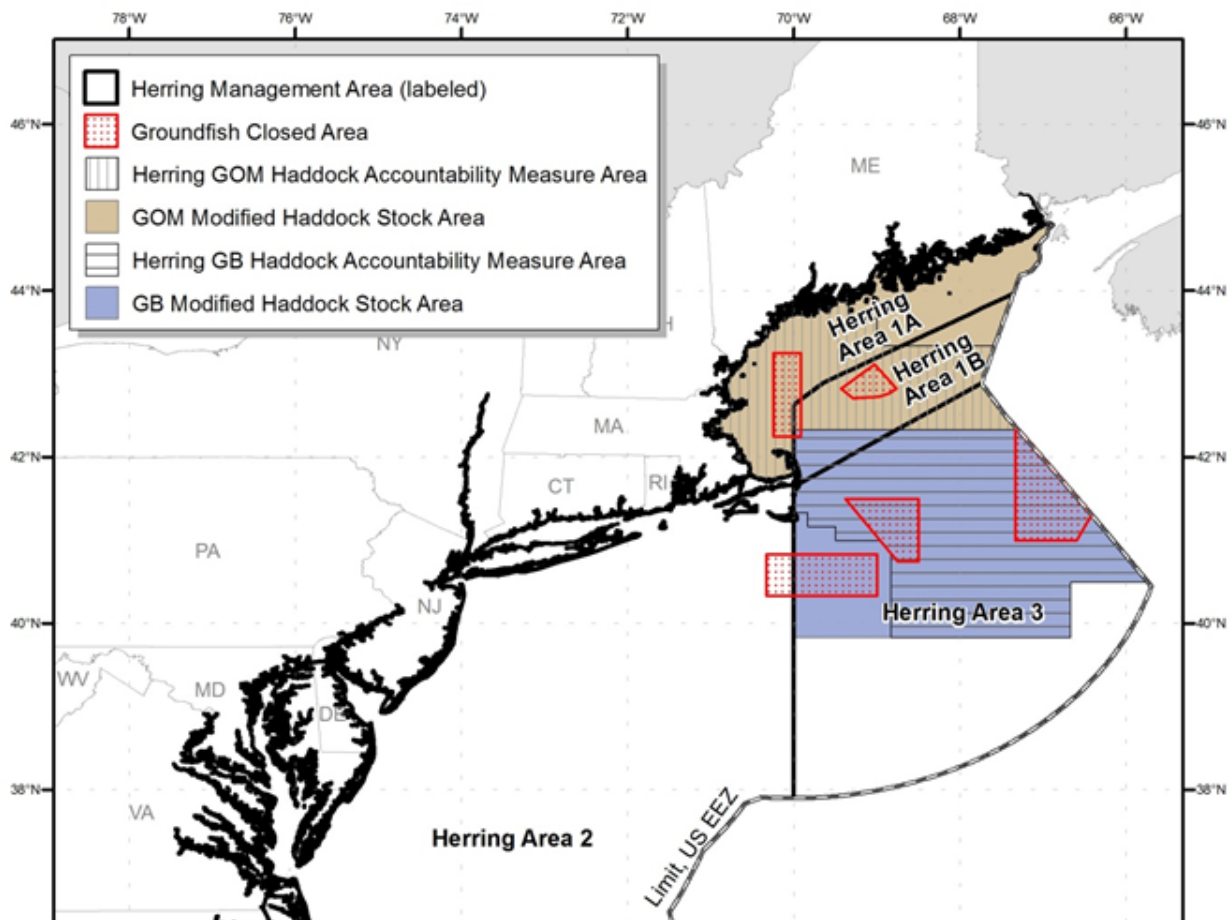 78°W 76°W 74°W 72°W 70°W 68°W 66°W
Herring Management Area (labeled)
Groundfish Closed Area
Herring GOM Haddock Accountability Measure Area
GOM Modified Haddock Stock Area
Herring GB Haddock Accountability Measure Area
GB Modified Haddock Stock Area
46°N 46°N
ME
44°N 44°N
H
NY
Herring
Area 1A
Herring
Area 1B
MA
42°N 42°N
CT
RI
PA
NJ
40°N 40°N
Herring Area 3
WV
MD
DE
38°N 38°N
VA
Herring Area 2
Limit, US EEZ